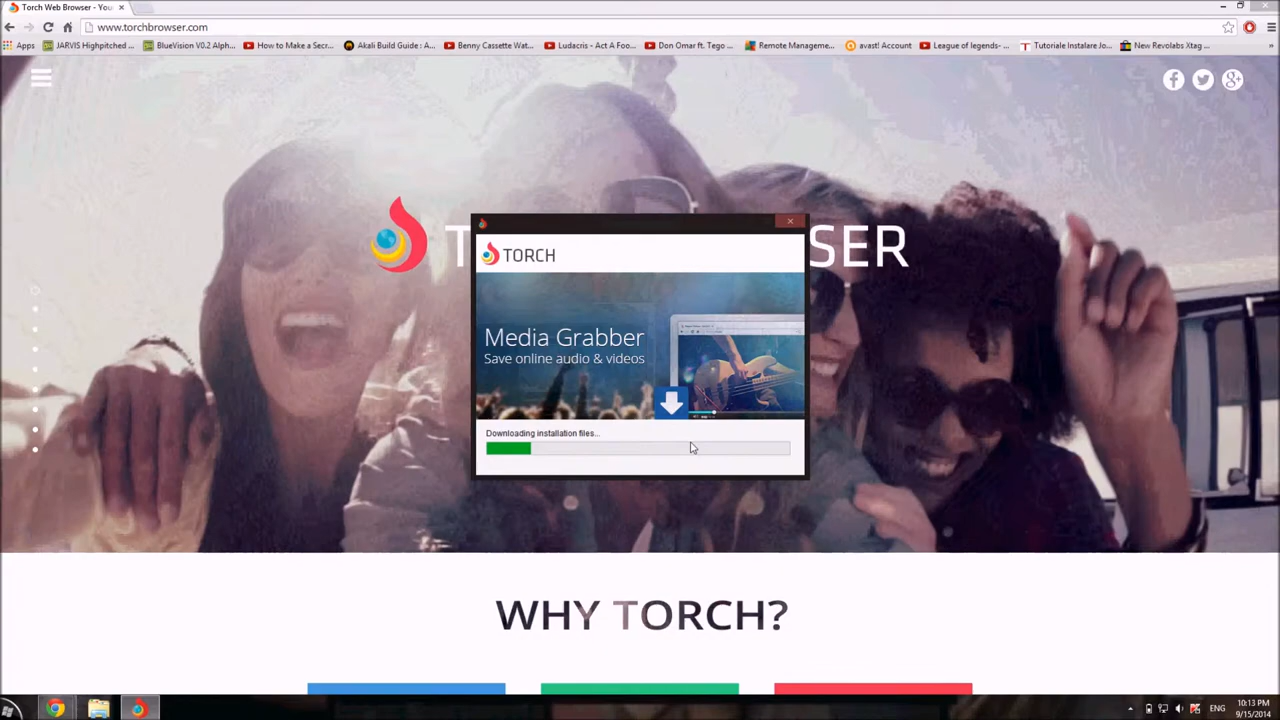 Torch Web Browser - You
www.torchbrowser.com
Apps
JARVIS Highpitched ...
BlueVision V0.2 Alph...
How to Make a Secr...
Akali Build Guide : A...
Benny Cassette Wat...
Ludacris - Act A Foo...
Don Omar ft. Tego ...
Remote Manageme...
avast! Account
League of legends- ...
Tutoriale Instalare Jo...
New Revolabs Xtag ...
SER
TORCH
Media Grabber
Save online audio & videos
Downloading installation files...
WHY TORCH?
ENG
10:13 PM
9/15/2014